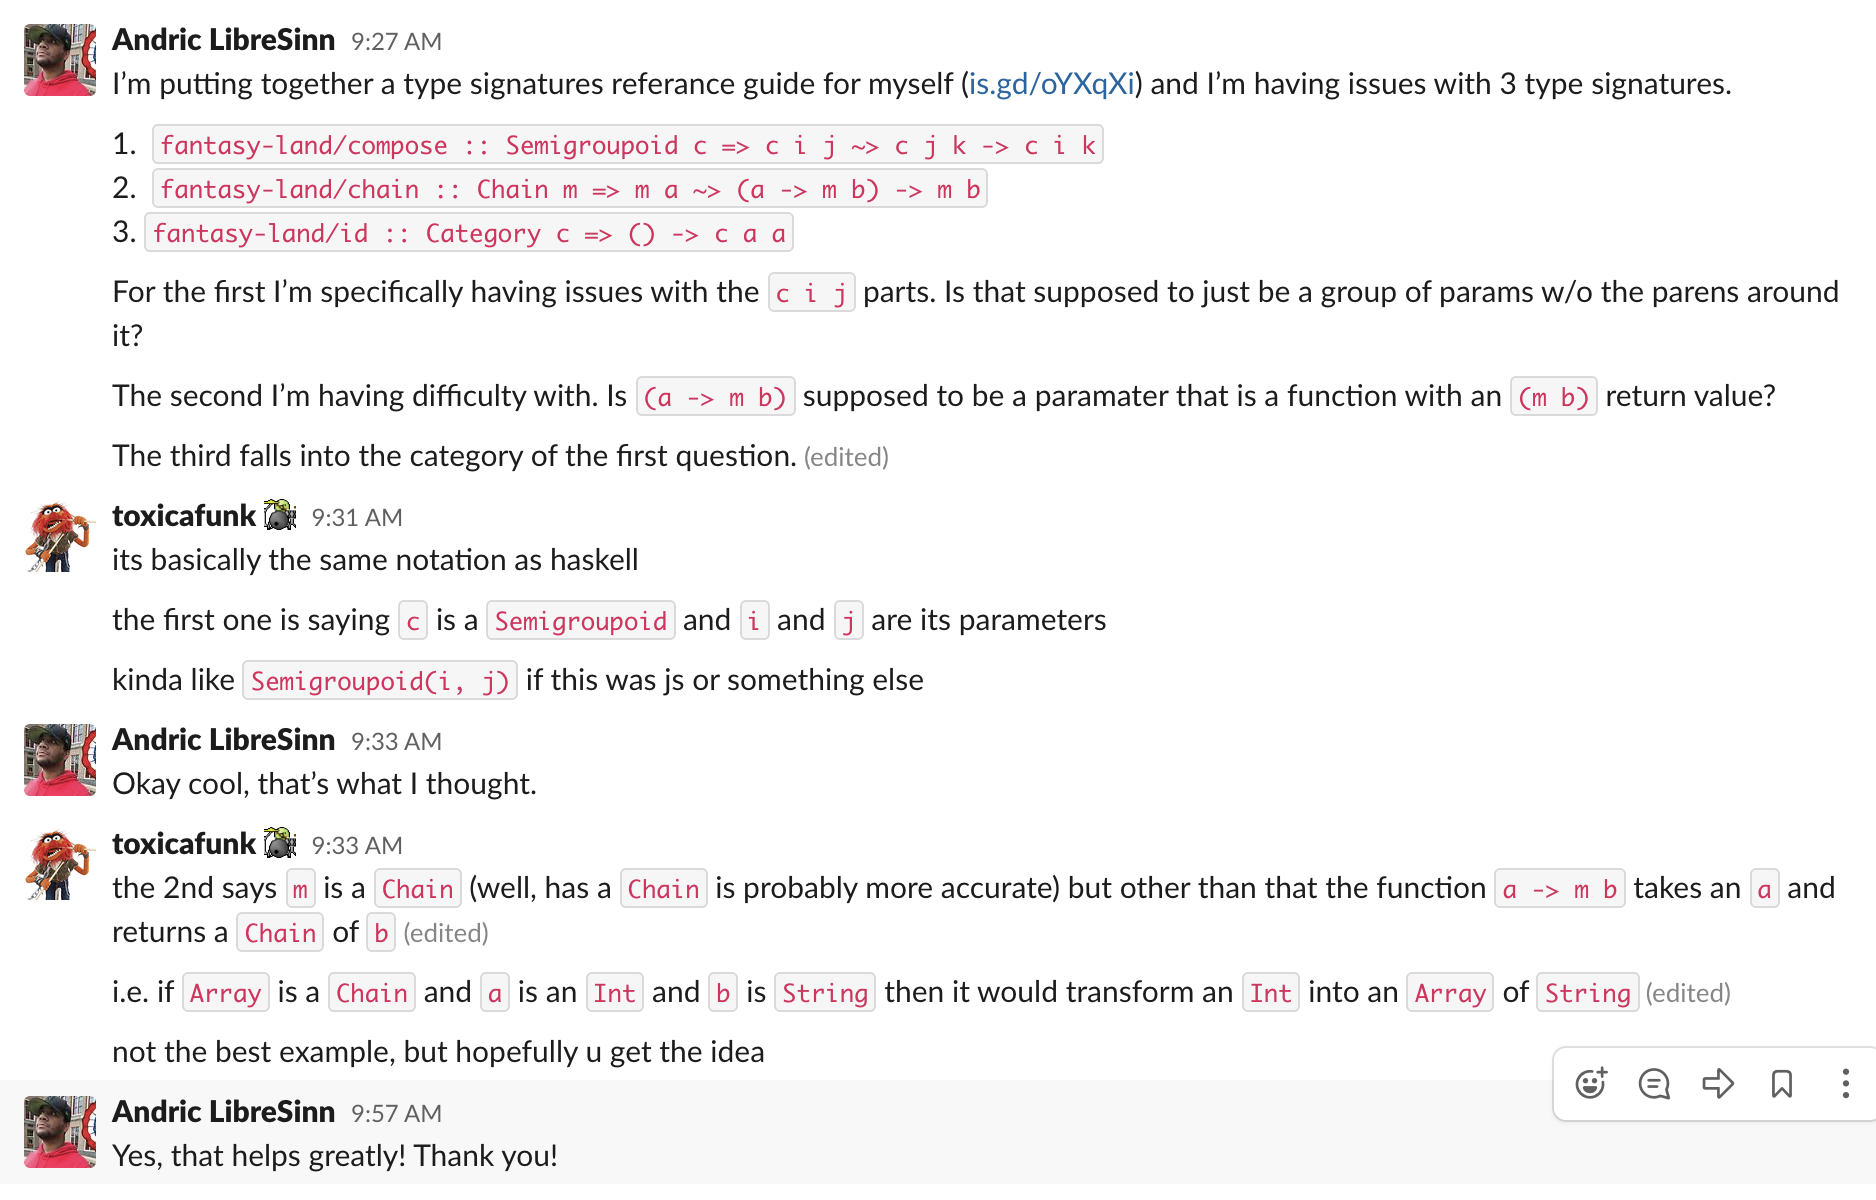 Andric LibreSinn 9:27 AM
I’m putting together a type signatures referance guide for myself (is.gd/oYXqXi) and I’m having issues with 3 type signatures.
1. fantasy-land/compose :: Semigroupoid c => c i j ~> c j k -> c i k
2. fantasy-land/chain :: Chain m => m a ~> (a -> m b) -> m b
3. fantasy-land/id :: Category c => () -> c a a
For the first I’m specifically having issues with the c i j parts. Is that supposed to just be a group of params w/o the parens around
it?
The second I’m having difficulty with. Is (a -> m b) supposed to be a paramater that is a function with an (m b) return value?
The third falls into the category of the first question. (edited)
toxicafunk 9:31 AM
its basically the same notation as haskell
the first one is saying c is a Semigroupoid and i and j are its parameters
kinda like Semigroupoid(i, j) if this was js or something else
Andric LibreSinn 9:33 AM
Okay cool, that’s what I thought.
toxicafunk 9:33 AM
the 2nd says m is a Chain (well, has a Chain is probably more accurate) but other than that the function a -> m b takes an a and
returns a Chain of b (edited)
i.e. if Array is a Chain and a is an Int and b is String then it would transform an Int into an Array of String (edited)
not the best example, but hopefully u get the idea
Andric LibreSinn 9:57 AM
Yes, that helps greatly! Thank you!